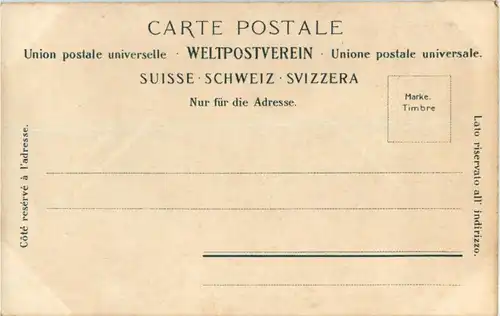 CARTE POSTALE
Union postale universelle · WELTPOSTVEREIN · Unione postale universale.
SUISSE · SCHWEIZ · SVIZZERA
Nur für die Adresse.
Marke.
Timbre
Côté resérvé à l'adresse.
Lato riservato all' indirizzo.